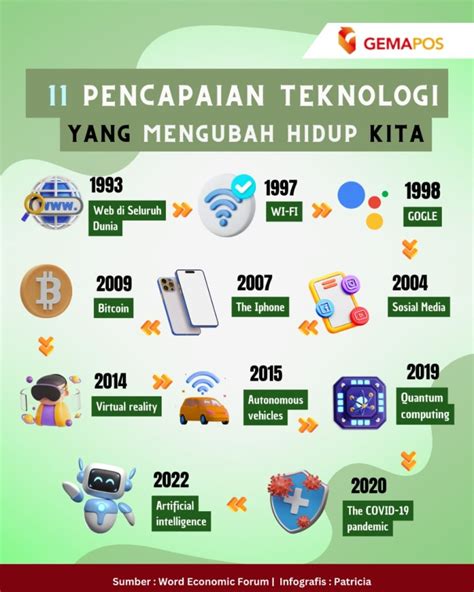 GEMAPOS
11 PENCAPAIAN TEKNOLOGI
YANG MENGUBAH HIDUP KITA
1993
Web di Seluruh
Dunia
www.
1997
WI-FI
1998
GOGLE
2004
Sosial Media
2007
The Iphone
2009
Bitcoin
2014
Virtual reality
2015
Autonomous
vehicles
2019
Quantum
computing
2020
The COVID-19
pandemic
2022
Artificial
intelligence
Sumber : Word Economic Forum | Infografis : Patricia